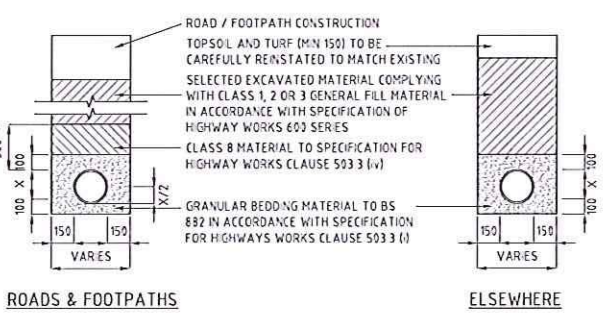 ROAD / FOOTPATH CONSTRUCTION
TOPSOIL AND TURF (MIN 150) TO BE
CAREFULLY REINSTATED TO MATCH EXISTING
SELECTED EXCAVATED MATERIAL COMPLYING
WITH CLASS 1, 2 OR 3 GENERAL FILL MATERIAL
IN ACCORDANCE WITH SPECIFICATION OF
HIGHWAY WORKS 600 SERIES
CLASS 8 MATERIAL TO SPECIFICATION FOR
HIGHWAY WORKS CLAUSE 503 3 (iv)
GRANULAR BEDDING MATERIAL TO BS
882 IN ACCORDANCE WITH SPECIFICATION
FOR HIGHWAYS WORKS CLAUSE 503 3 (i)
100
X
100
X/2
150
150
VARIES
ROADS & FOOTPATHS
100
X
100
150
150
VARIES
ELSEWHERE